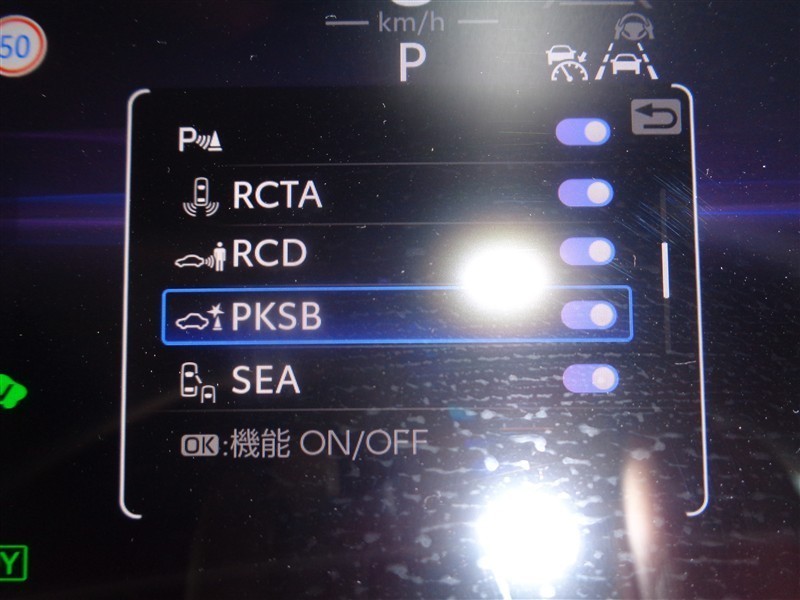 50
km/h
P
P
RCTA
RCD
PKSB
SEA
OK:機能 ON/OFF
Y